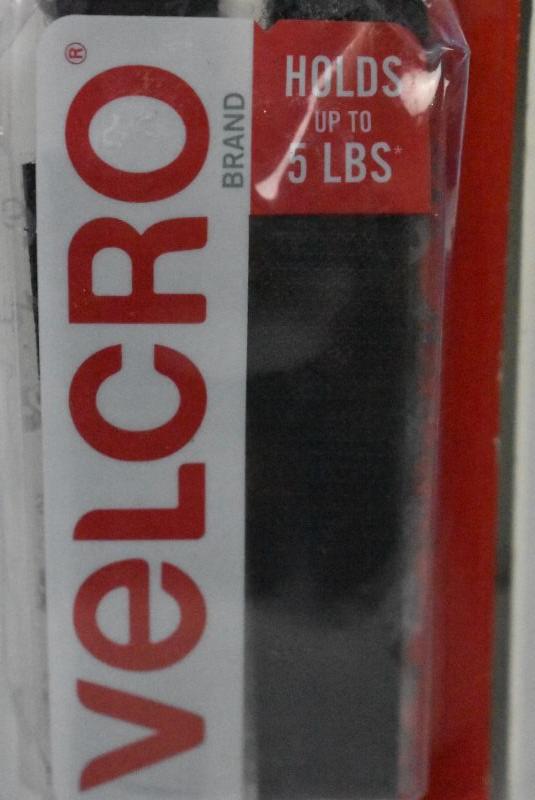 VELCRO®
BRAND
HOLDS
UP TO
5 LBS*